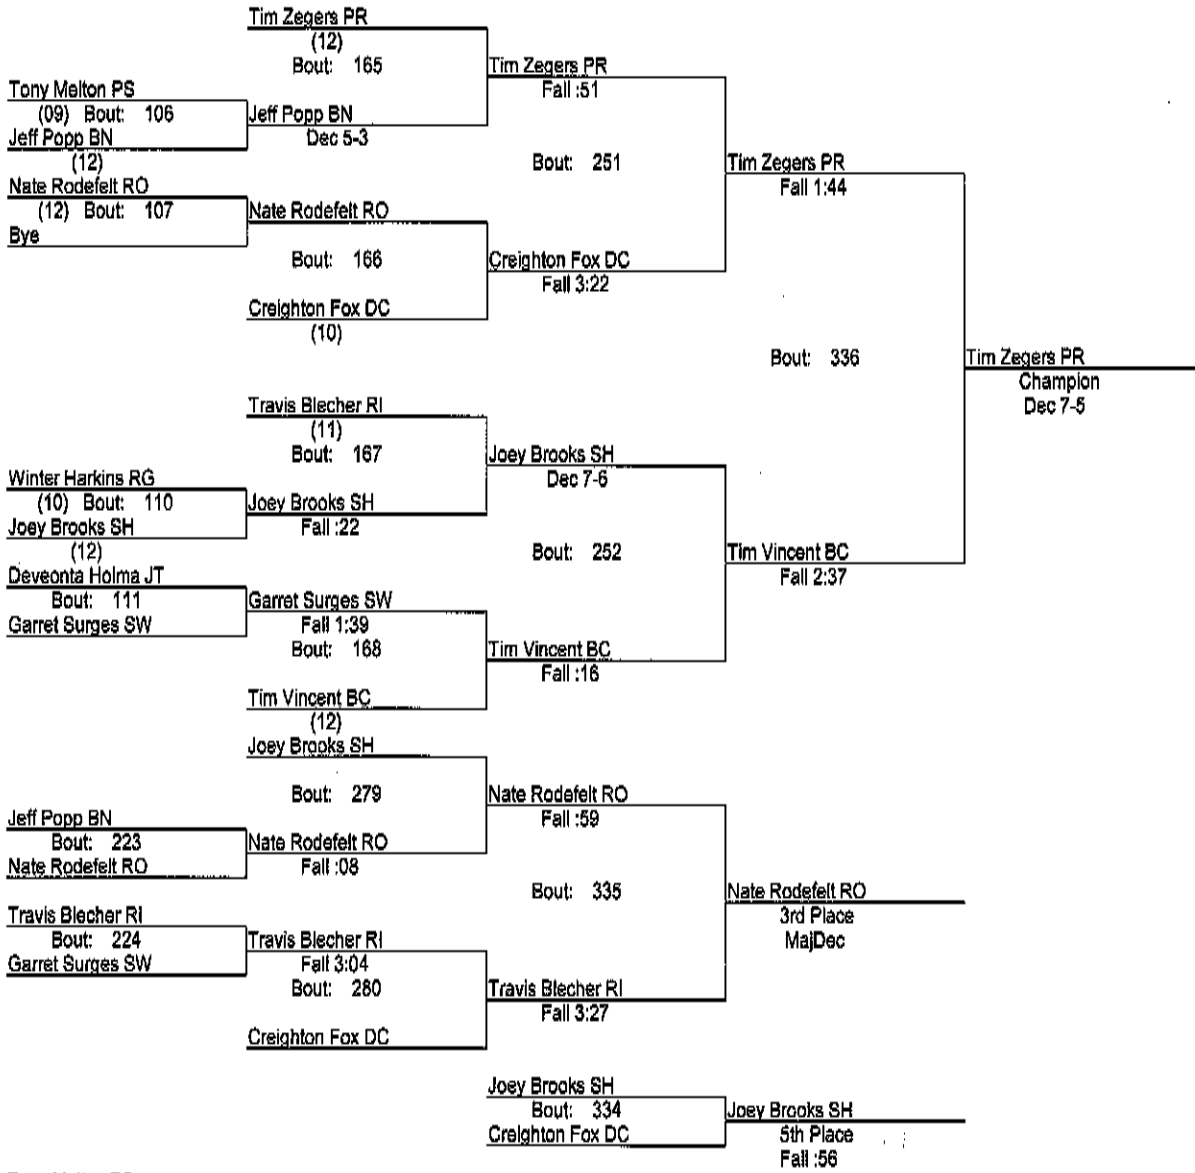 Tim Zegers PR
(12)
Bout: 165
Tim Zegers PR
Fall :51
Tony Melton PS
(09) Bout: 106
Jeff Popp BN
Jeff Popp BN
Dec 5-3
(12)
Bout: 251
Tim Zegers PR
Fall 1:44
Nate Rodefelt RO
(12) Bout: 107
Nate Rodefelt RO
Bye
Bout: 166
Creighton Fox DC
Fall 3:22
Creighton Fox DC
(10)
Bout: 336
Tim Zegers PR
Champion
Dec 7-5
Travis Blecher RI
(11)
Bout: 167
Joey Brooks SH
Dec 7-6
Winter Harkins RG
(10) Bout: 110
Joey Brooks SH
Joey Brooks SH
Fall :22
(12)
Bout: 252
Tim Vincent BC
Fall 2:37
Deveonta Holma JT
Bout: 111
Garret Surges SW
Garret Surges SW
Fall 1:39
Bout: 168
Tim Vincent BC
Fall :16
Tim Vincent BC
(12)
Joey Brooks SH
Bout: 279
Nate Rodefelt RO
Fall :59
Jeff Popp BN
Bout: 223
Nate Rodefelt RO
Nate Rodefelt RO
Fall :08
Bout: 335
Nate Rodefelt RO
3rd Place
MajDec
Travis Blecher RI
Bout: 224
Travis Blecher RI
Garret Surges SW
Fall 3:04
Bout: 280
Travis Blecher RI
Fall 3:27
Creighton Fox DC
Joey Brooks SH
Bout: 334
Joey Brooks SH
Creighton Fox DC
5th Place
Fall :56